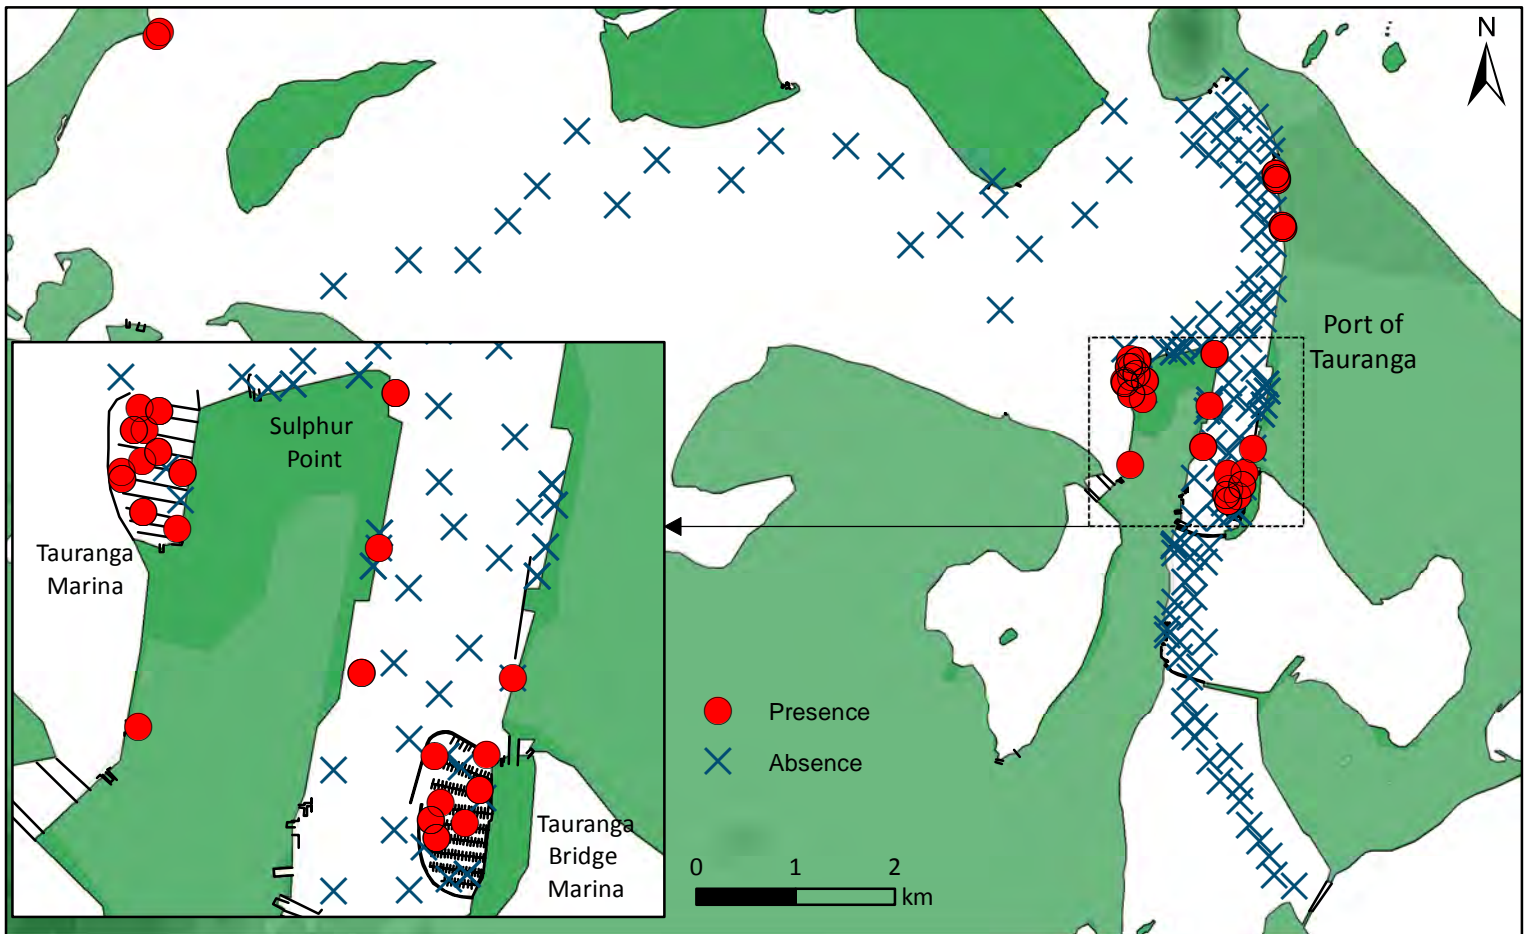 N
Port of
Tauranga
Sulphur
Point
Tauranga
Marina
Tauranga
Bridge
Marina
Presence
Absence
0 1 2
km